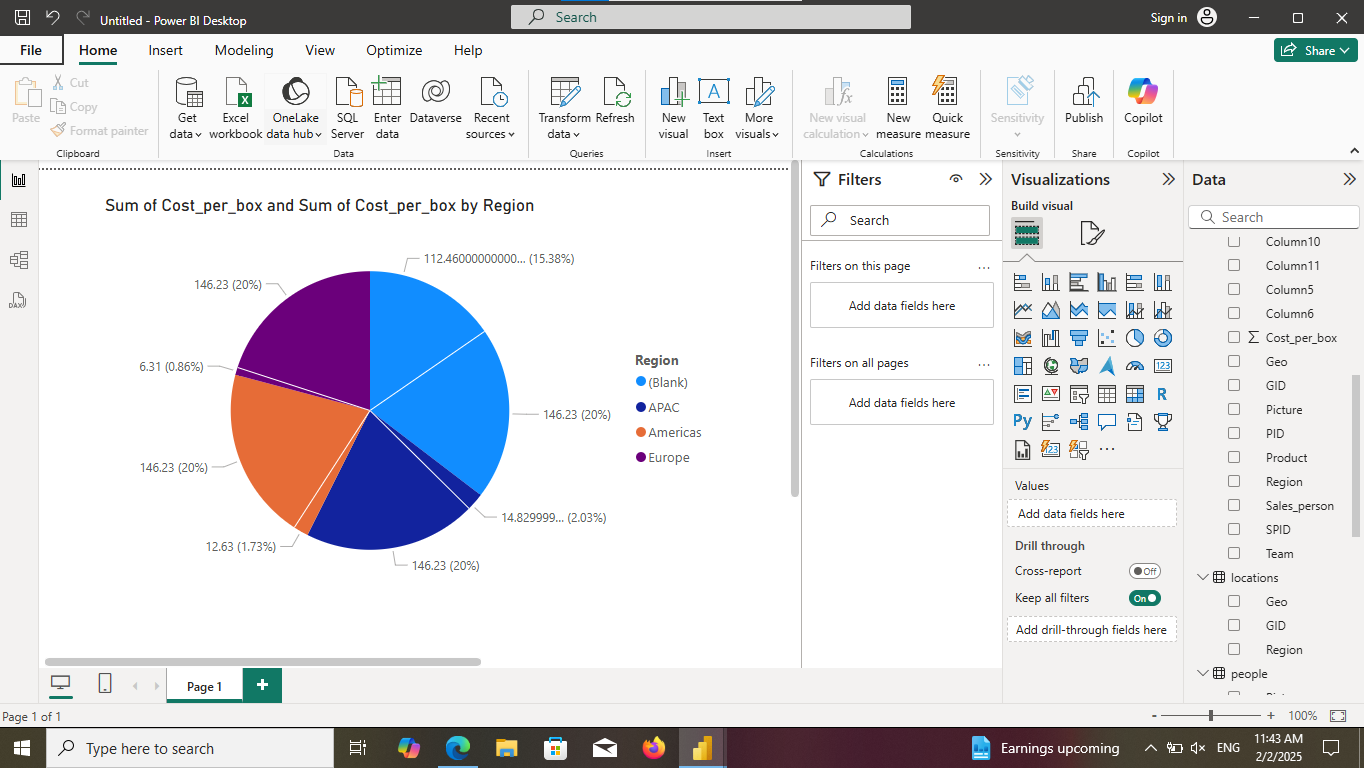 Untitled - Power BI Desktop
Search
Sign in
File
Home
Insert
Modeling
View
Optimize
Help
Share
Paste
Cut
Copy
Format painter
Clipboard
Get data
Excel workbook
OneLake data hub
SQL Server
Enter data
Dataverse
Recent sources
Data
Transform data
Refresh
Queries
New visual
Text box
More visuals
Insert
New visual calculation
New measure
Quick measure
Calculations
Sensitivity
Sensitivity
Publish
Share
Copilot
Copilot
Sum of Cost_per_box and Sum of Cost_per_box by Region
112.46000000000... (15.38%)
146.23 (20%)
14.829999... (2.03%)
146.23 (20%)
12.63 (1.73%)
146.23 (20%)
6.31 (0.86%)
146.23 (20%)
Region
(Blank)
APAC
Americas
Europe
Filters
Search
Filters on this page
...
Add data fields here
Filters on all pages
...
Add data fields here
Visualizations
Build visual
123
R
Py
123
...
Values
Add data fields here
Drill through
Cross-report
Off
Keep all filters
On
Add drill-through fields here
Data
Search
Column10
Column11
Column5
Column6
Σ Cost_per_box
Geo
GID
Picture
PID
Product
Region
Sales_person
SPID
Team
locations
Geo
GID
Region
people
DAX
Page 1
+
Page 1 of 1
- + 100%
Type here to search
Earnings upcoming
ENG
11:43 AM
2/2/2025